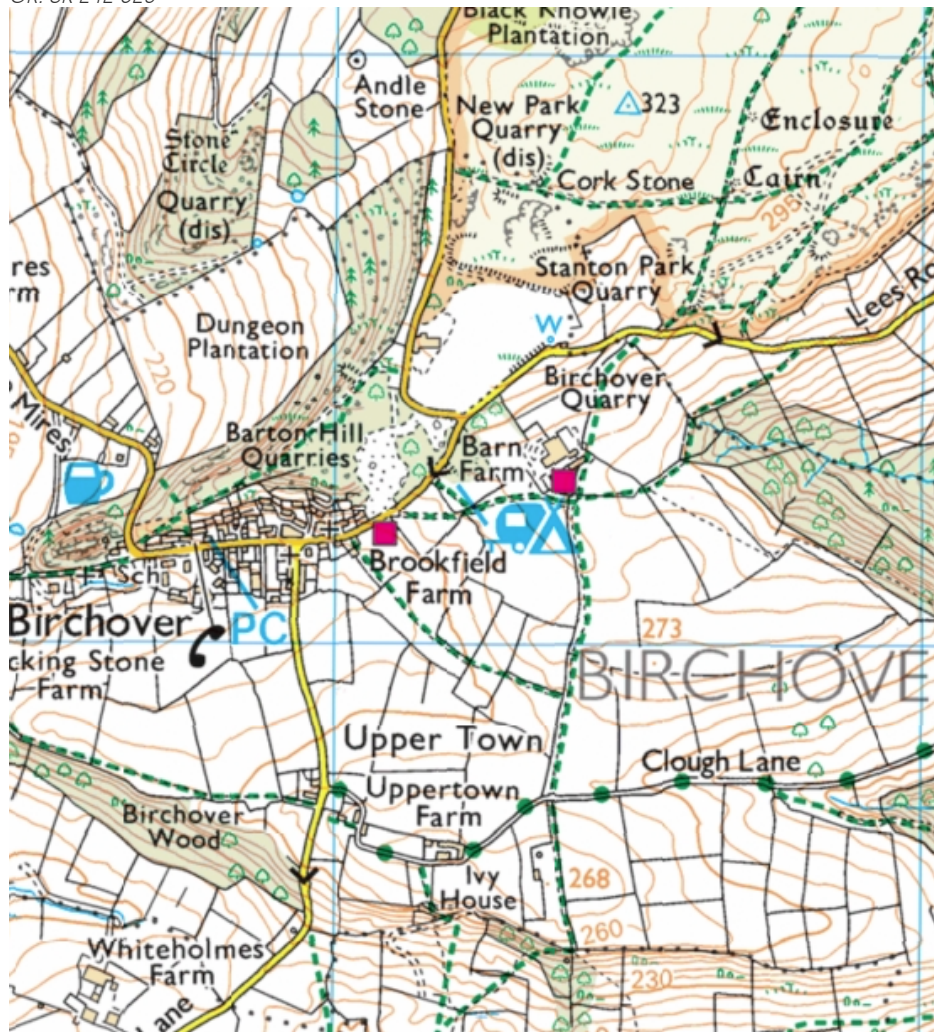 Black Knowle
Plantation
Andle
Stone
New Park
Quarry
(dis)
323
Enclosure
Stone
Circle
Quarry
(dis)
Cork Stone
Cairn
298
Stanton Park
Quarry
Lees Ro
res
rm
Dungeon
Plantation
W
220
Birchover
Quarry
Mires
Barton Hill
Quarries
Barn
Farm
Brookfield
Farm
Sch
Birchover
PC
cking Stone
Farm
273
BIRCHOVE
Upper Town
Clough Lane
Uppertown
Farm
Birchover
Wood
Ivy
House
268
260
230
Whiteholmes
Farm
Lane